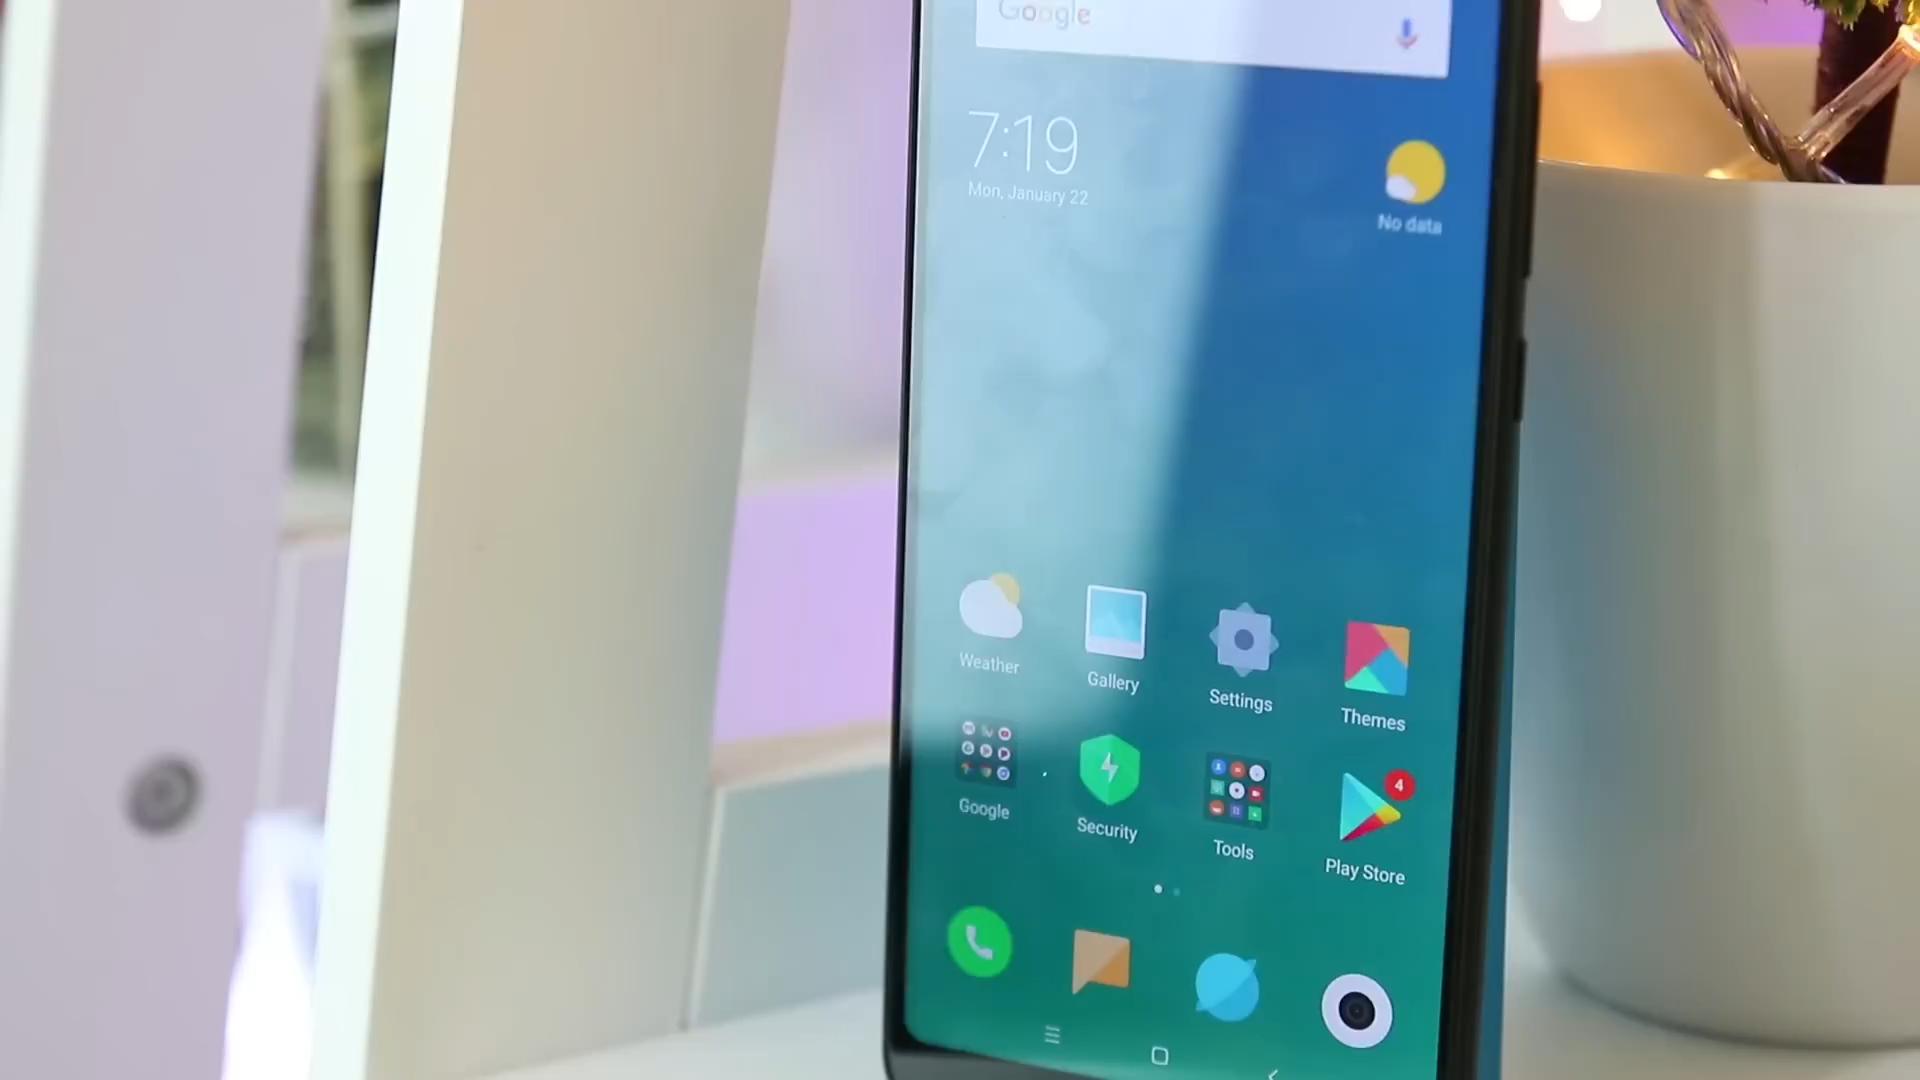 Google
7:19
Mon, January 22
No data
Weather
Gallery
Settings
Themes
4
Google
Security
Tools
Play Store